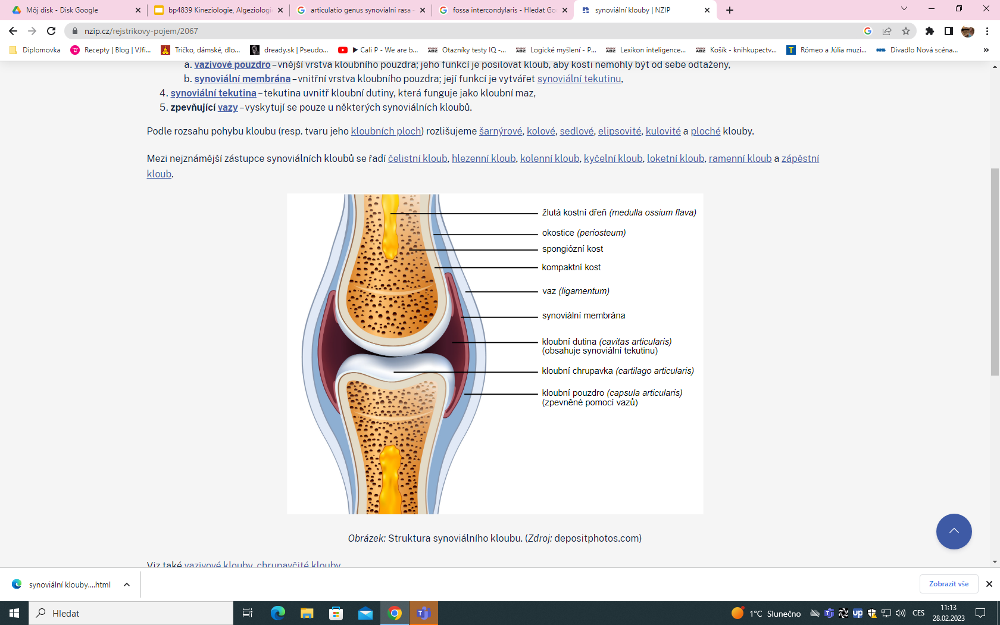 Môj disk - Disk Google
bp4839 Kineziologie, Algeziologi
articulatio genus synovialni rasa -
fossa intercondylaris - Hledat Go
synoviální klouby | NZIP
nzip.cz/rejstrikovy-pojem/2067
Diplomovka
Recepty | Blog | VJfi...
Tričko, dámské, dlo...
dready.sk | Pseudo...
▶ Cali P - We are b...
Otazníky testy IQ -...
Logické myšlení - P...
Lexikon inteligence...
Košík - knihkupectv...
Rómeo a Júlia muzi...
Divadlo Nová scéna...
»
a. vazivové pouzdro – vnější vrstva kloubního pouzdra; jeho funkcí je posilovat kloub, aby kosti nemohly být od sebe odtaženy,
b. synoviální membrána – vnitřní vrstva kloubního pouzdra; její funkcí je vytvářet synoviální tekutinu,
4. synoviální tekutina – tekutina uvnitř kloubní dutiny, která funguje jako kloubní maz,
5. zpevňující vazy – vyskytují se pouze u některých synoviálních kloubů.
Podle rozsahu pohybu kloubu (resp. tvaru jeho kloubních ploch) rozlišujeme šarnýrové, kolové, sedlové, elipsovité, kulovité a ploché klouby.
Mezi nejznámější zástupce synoviálních kloubů se řadí čelistní kloub, hlezenní kloub, kolenní kloub, kyčelní kloub, loketní kloub, ramenní kloub a zápěstní
kloub.
žlutá kostní dřeň (medulla ossium flava)
okostice (periosteum)
spongiózní kost
kompaktní kost
vaz (ligamentum)
synoviální membrána
kloubní dutina (cavitas articularis)
(obsahuje synoviální tekutinu)
kloubní chrupavka (cartilago articularis)
kloubní pouzdro (capsula articularis)
(zpevněné pomocí vazů)
Obrázek: Struktura synoviálního kloubu. (Zdroj: depositphotos.com)
Viz také vazivové klouby, chrupavčité klouby
synoviální klouby....html
Zobrazit vše
Hledat
1°C Slunečno
CES
11:13
28.02.2023